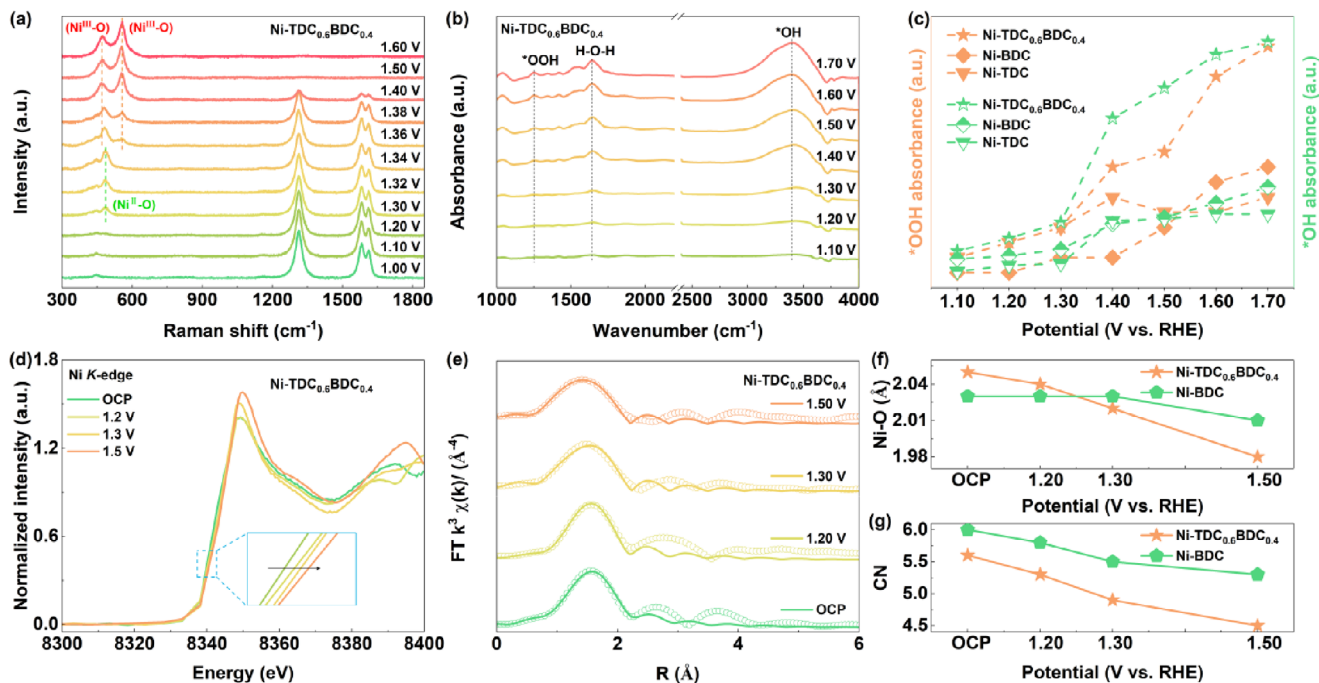 (a)
(Ni^III-O)
(Ni^III-O)
Ni-TDC0.6BDC0.4
1.60 V
1.50 V
1.40 V
1.38 V
1.36 V
1.34 V
1.32 V
1.30 V
1.20 V
1.10 V
1.00 V
(Ni^II-O)
Intensity (a.u.)
300
600
900
1200
1500
1800
Raman shift (cm-1)
(b)
Ni-TDC0.6BDC0.4
*OOH
H-O-H
*OH
1.70 V
1.60 V
1.50 V
1.40 V
1.30 V
1.20 V
1.10 V
Absorbance (a.u.)
1000
1500
2000
3000
3500
4000
Wavenumber (cm-1)
(c)
Ni-TDC0.6BDC0.4
Ni-BDC
Ni-TDC
Ni-TDC0.6BDC0.4
Ni-BDC
Ni-TDC
*OOH absorbance (a.u.)
*OH absorbance (a.u.)
1.10
1.20
1.30
1.40
1.50
1.60
1.70
Potential (V vs. RHE)
(d)
1.8
1.2
0.6
0.0
Ni K-edge
Ni-TDC0.6BDC0.4
OCP
1.2 V
1.3 V
1.5 V
Normalized intensity (a.u.)
8300
8320
8340
8360
8380
8400
Energy (eV)
(e)
Ni-TDC0.6BDC0.4
1.50 V
1.30 V
1.20 V
OCP
FT k3 χ(k)/ (Å-4)
0
2
4
6
R (Å)
(f)
Ni-TDC0.6BDC0.4
Ni-BDC
2.04
2.01
1.98
Ni-O (Å)
OCP
1.20
1.30
1.50
Potential (V vs. RHE)
(g)
6.0
5.5
5.0
4.5
Ni-TDC0.6BDC0.4
Ni-BDC
CN
OCP
1.20
1.30
1.50
Potential (V vs. RHE)